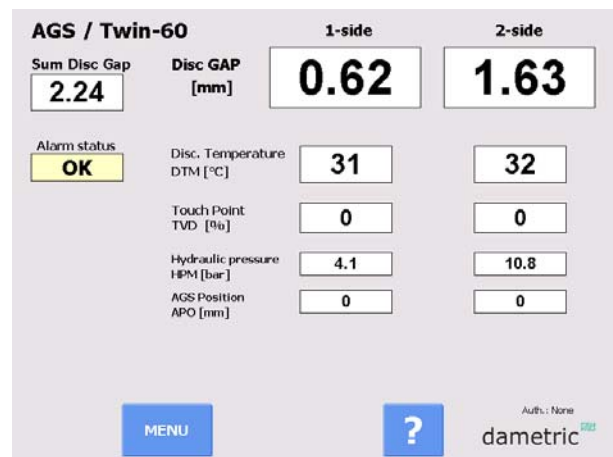 AGS / Twin-60
1-side
2-side
Sum Disc Gap
2.24
Disc GAP
[mm]
0.62
1.63
Alarm status
OK
Disc. Temperature
DTM [°C]
31
32
Touch Point
TVD [%]
0
0
Hydraulic pressure
HPM [bar]
4.1
10.8
AGS Position
APO [mm]
0
0
MENU
?
Auth.: None
dametric